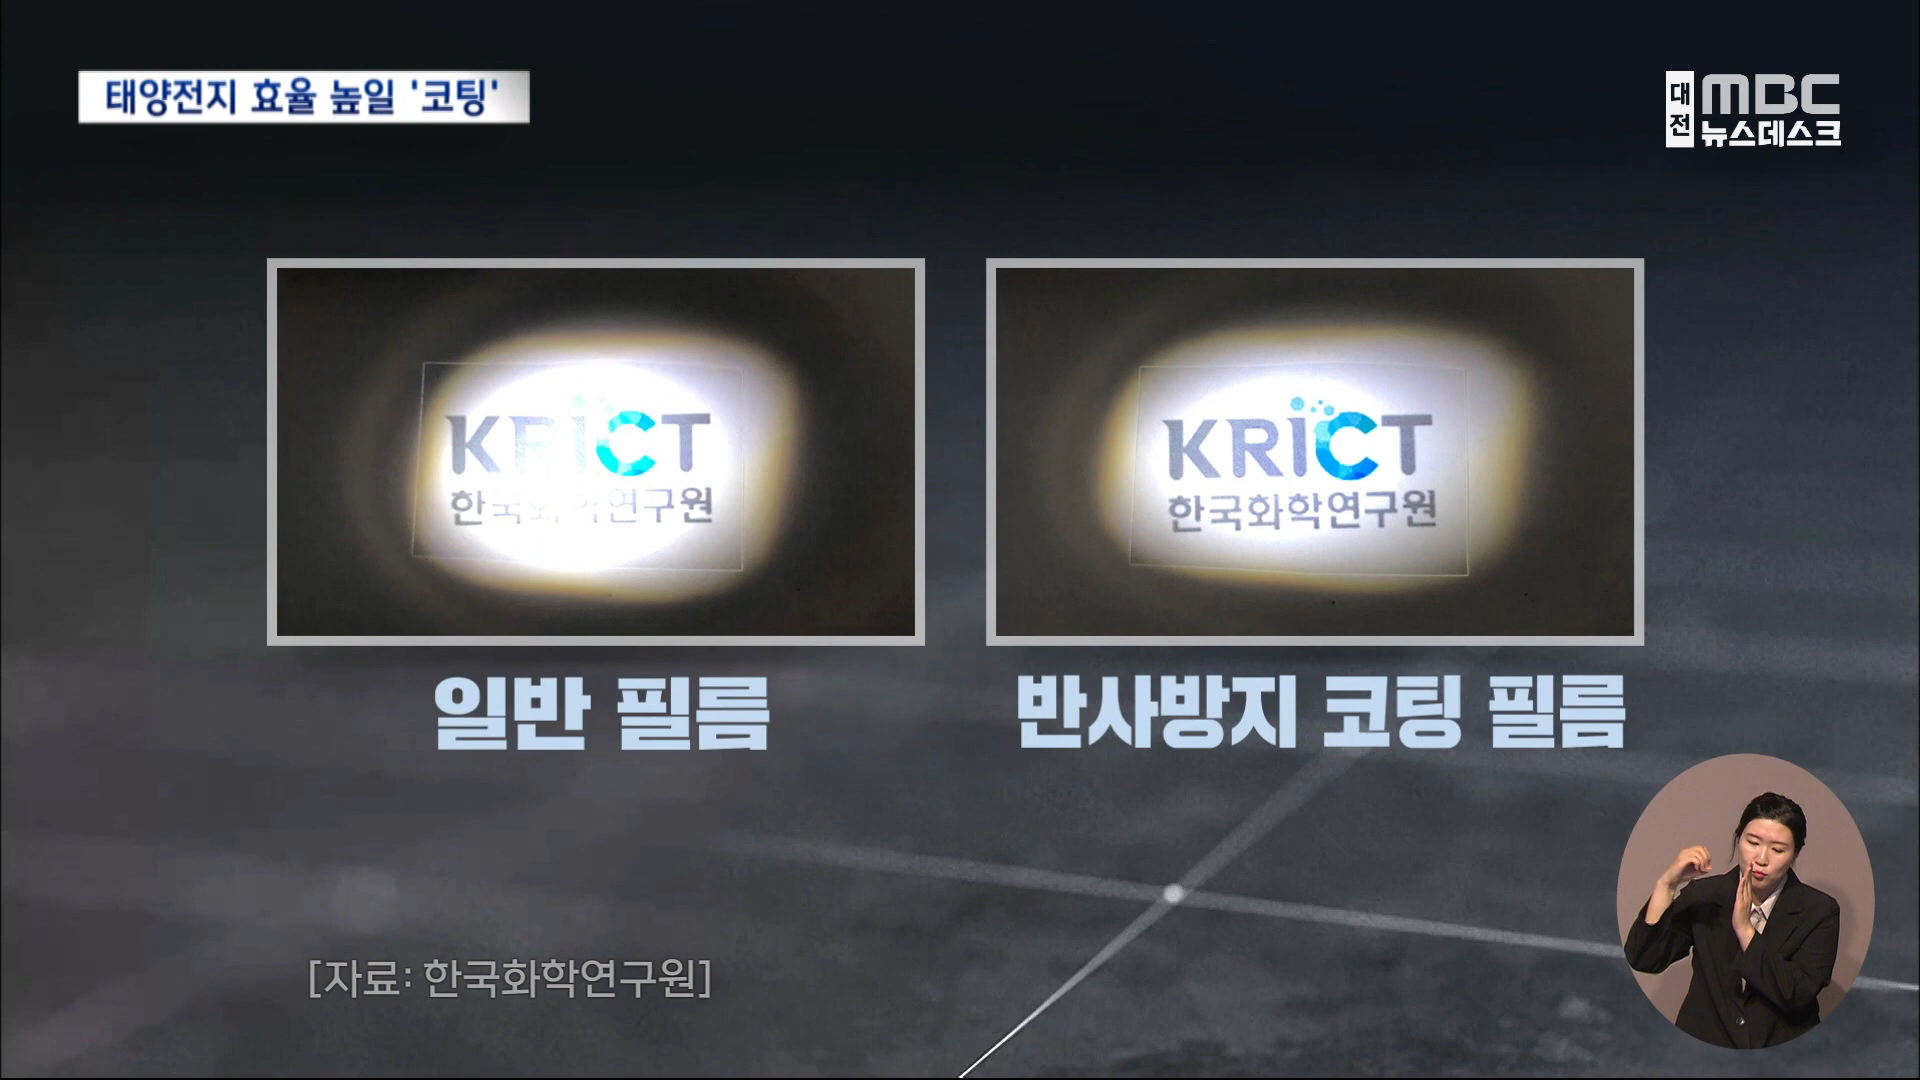 태양전지 효율 높일 '코팅'
대전
MBC
뉴스데스크
KRICT
한국화학연구원
KRICT
한국화학연구원
일반 필름
반사방지 코팅 필름
[자료: 한국화학연구원]